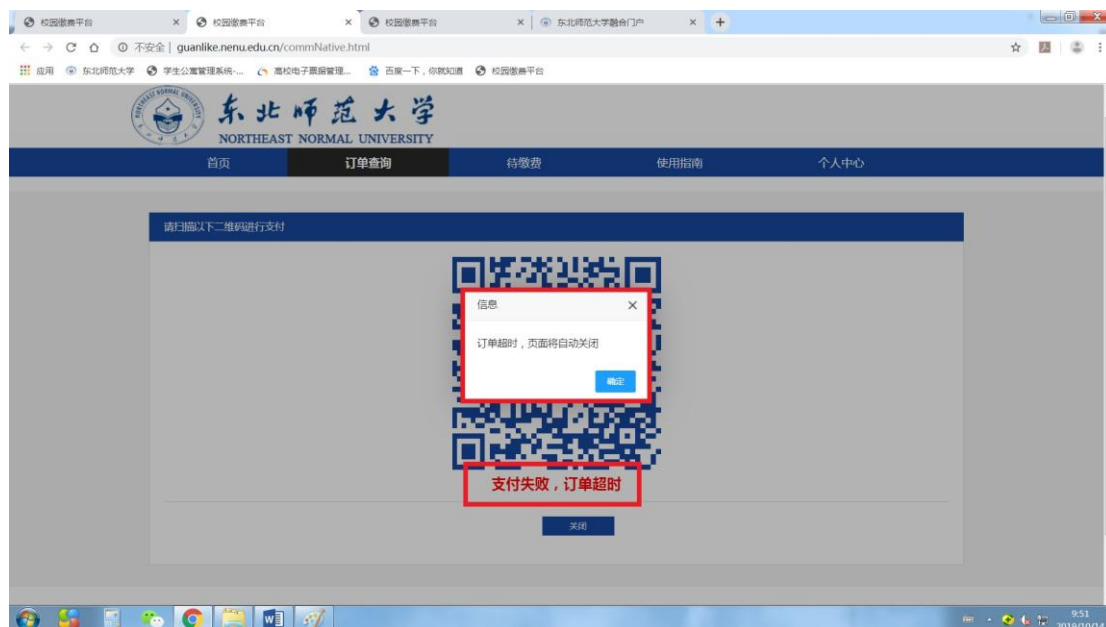 校园缴费平台
校园缴费平台
校园缴费平台
东北师范大学融合门户
不安全 | guanlike.nenu.edu.cn/commNative.html
应用 东北师范大学 学生公寓管理系统-... 高校电子票据管理... 百度一下，你就知道 校园缴费平台
东北师范大学
NORTHEAST NORMAL UNIVERSITY
首页 订单查询 待缴费 使用指南 个人中心
请扫描以下二维码进行支付
信息
订单超时，页面将自动关闭
确定
支付失败，订单超时
关闭
9:51
2019/10/14